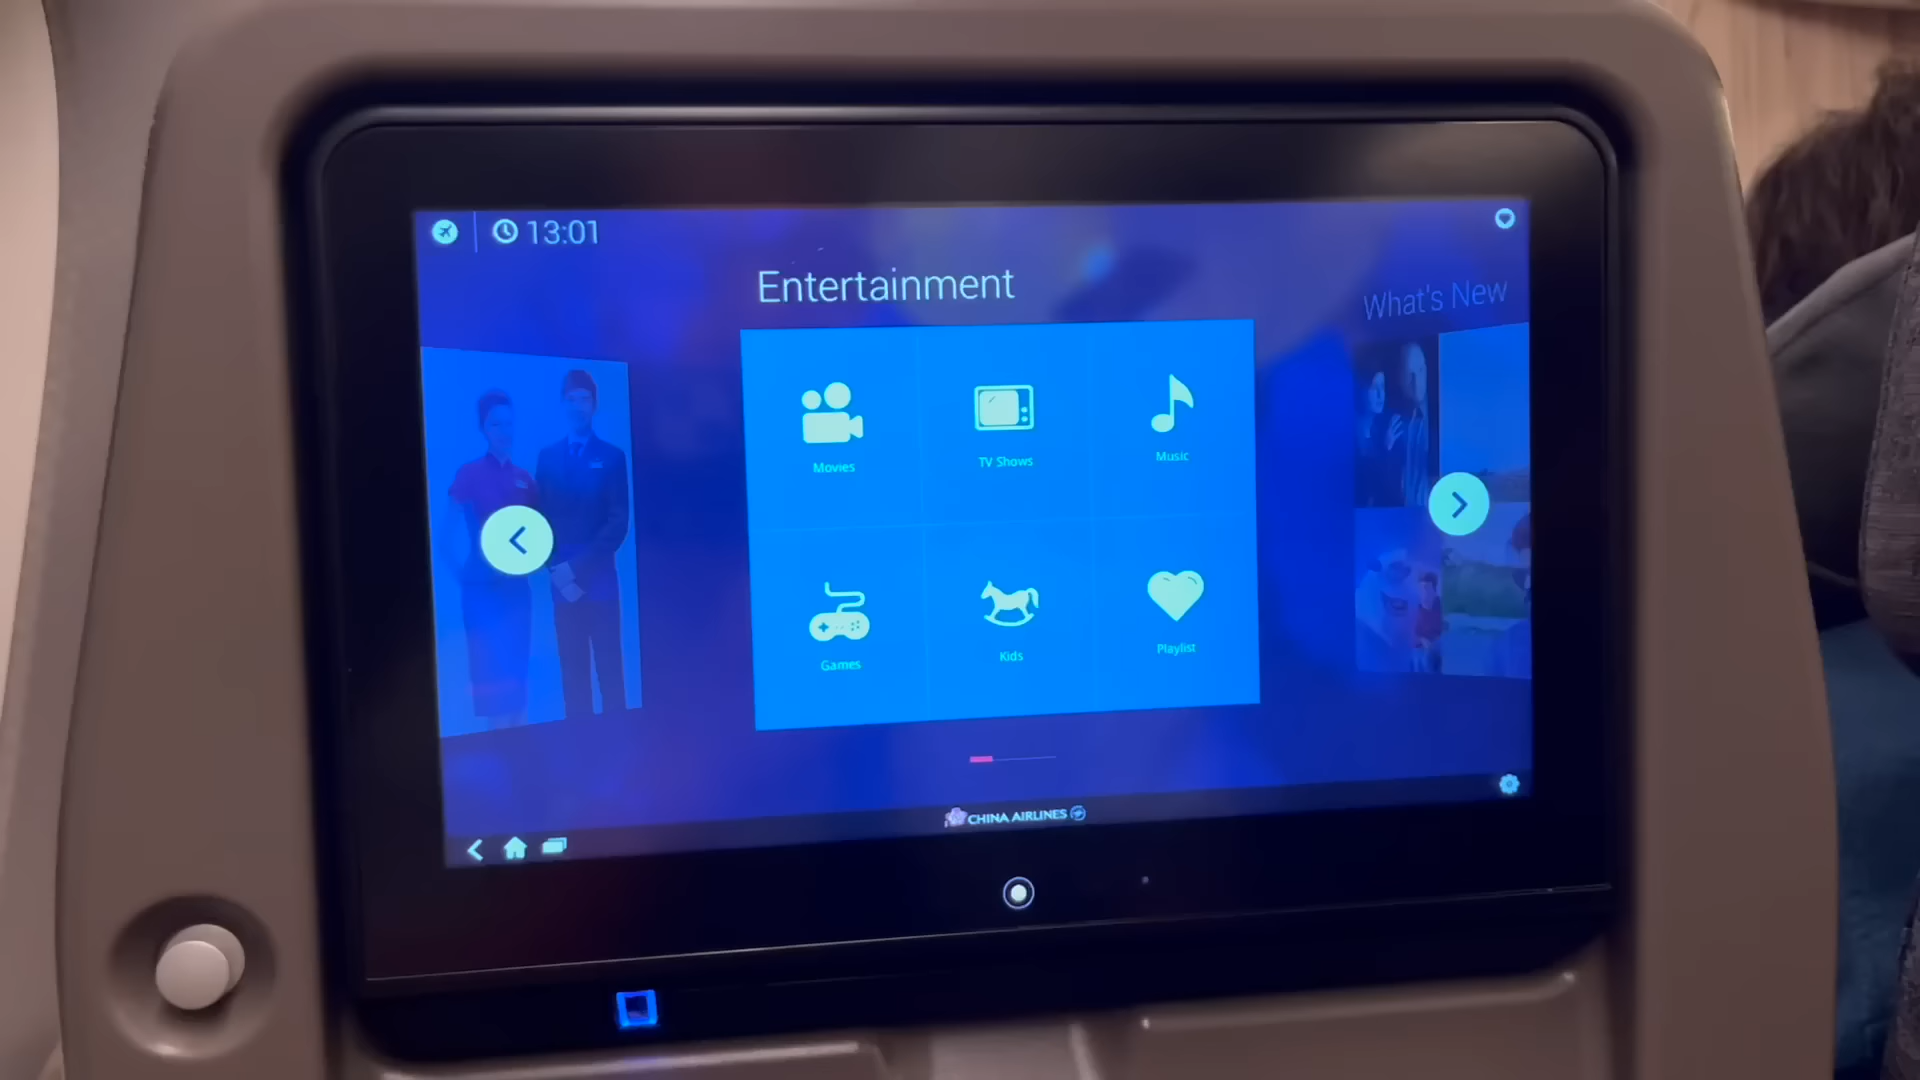 13:01
Entertainment
What's New
Movies
TV Shows
Music
Games
Kids
Playlist
CHINA AIRLINES